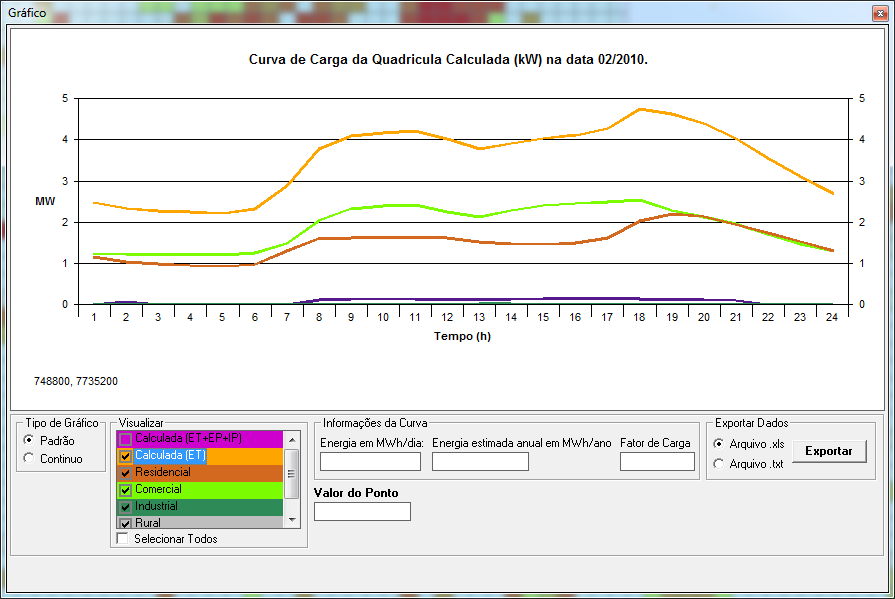 Gráfico
Curva de Carga da Quadricula Calculada (kW) na data 02/2010.
5 5
4 4
3 3
MW
2 2
1 1
0 0
1 2 3 4 5 6 7 8 9 10 11 12 13 14 15 16 17 18 19 20 21 22 23 24
Tempo (h)
748800, 7735200
Tipo de Gráfico
Padrão
Continuo
Visualizar
Calculada (ET+EP+IP)
Calculada (ET)
Residencial
Comercial
Industrial
Rural
Selecionar Todos
Informações da Curva
Energia em MWh/dia: Energia estimada anual em MWh/ano Fator de Carga
Valor do Ponto
Exportar Dados
Arquivo .xls
Arquivo .txt
Exportar